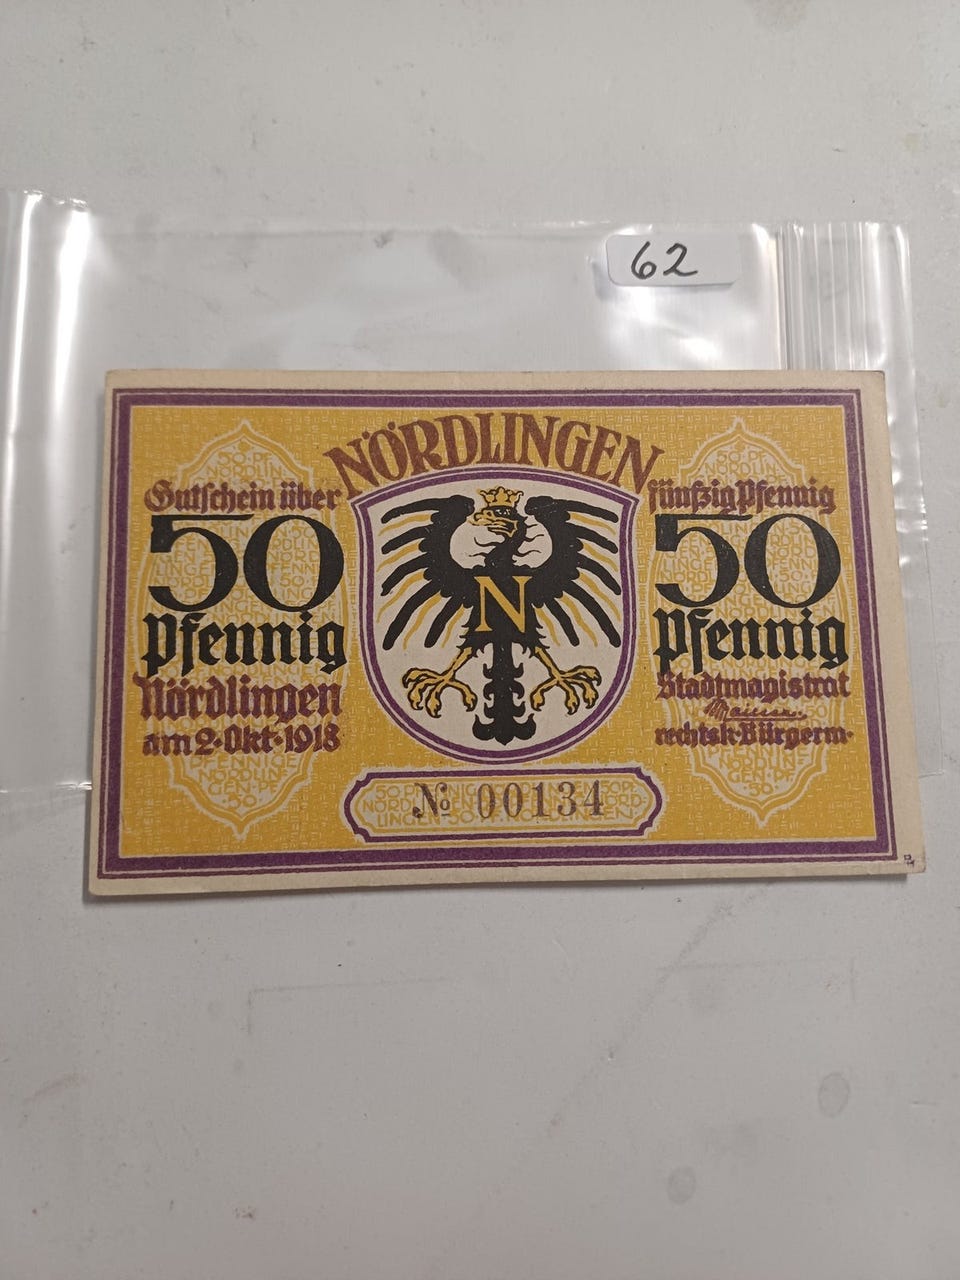 62
NÖRDLINGEN
Gutschein über
50
Pfennig
Nördlingen
am 2·Okt·1918
N
fünfzig Pfennig
50
Pfennig
Stadtmagistrat
rechtsk·Bürgerm·
№ 00134